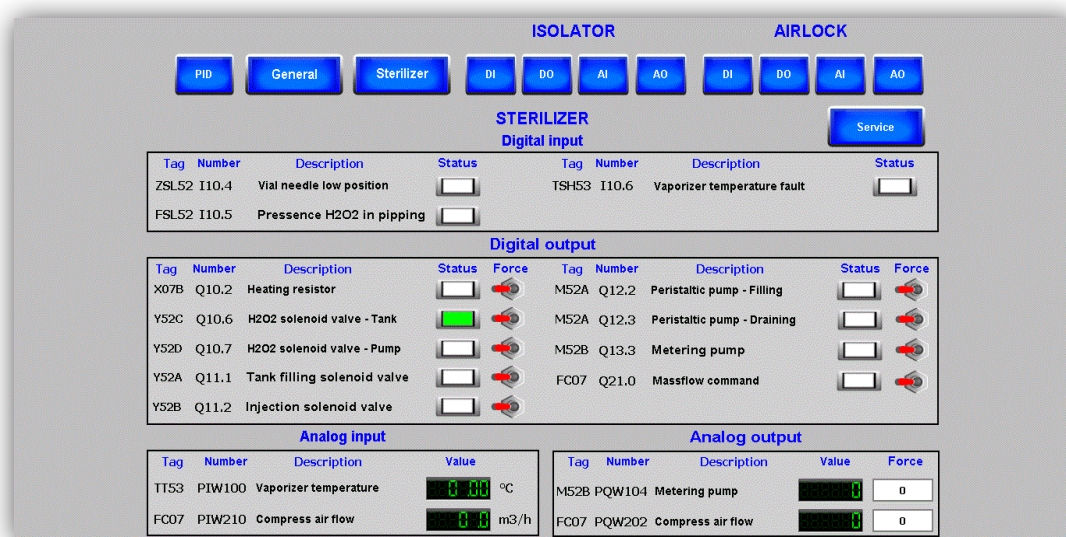 ISOLATOR AIRLOCK
PID General Sterilizer DI DO AI AO DI DO AI AO
STERILIZER
Service
Digital input
Tag Number Description Status Tag Number Description Status
ZSL52 I10.4 Vial needle low position TSH53 I10.6 Vaporizer temperature fault
FSL52 I10.5 Pressence H2O2 in pipping
Digital output
Tag Number Description Status Force Tag Number Description Status Force
X07B Q10.2 Heating resistor M52A Q12.2 Peristaltic pump - Filling
Y52C Q10.6 H2O2 solenoid valve - Tank M52A Q12.3 Peristaltic pump - Draining
Y52D Q10.7 H2O2 solenoid valve - Pump M52B Q13.3 Metering pump
Y52A Q11.1 Tank filling solenoid valve FC07 Q21.0 Massflow command
Y52B Q11.2 Injection solenoid valve
Analog input Analog output
Tag Number Description Value Tag Number Description Value Force
TT53 PIW100 Vaporizer temperature 0.00 °C M52B PQW104 Metering pump 0 0
FC07 PIW210 Compress air flow 0.0 m3/h FC07 PQW202 Compress air flow 0 0